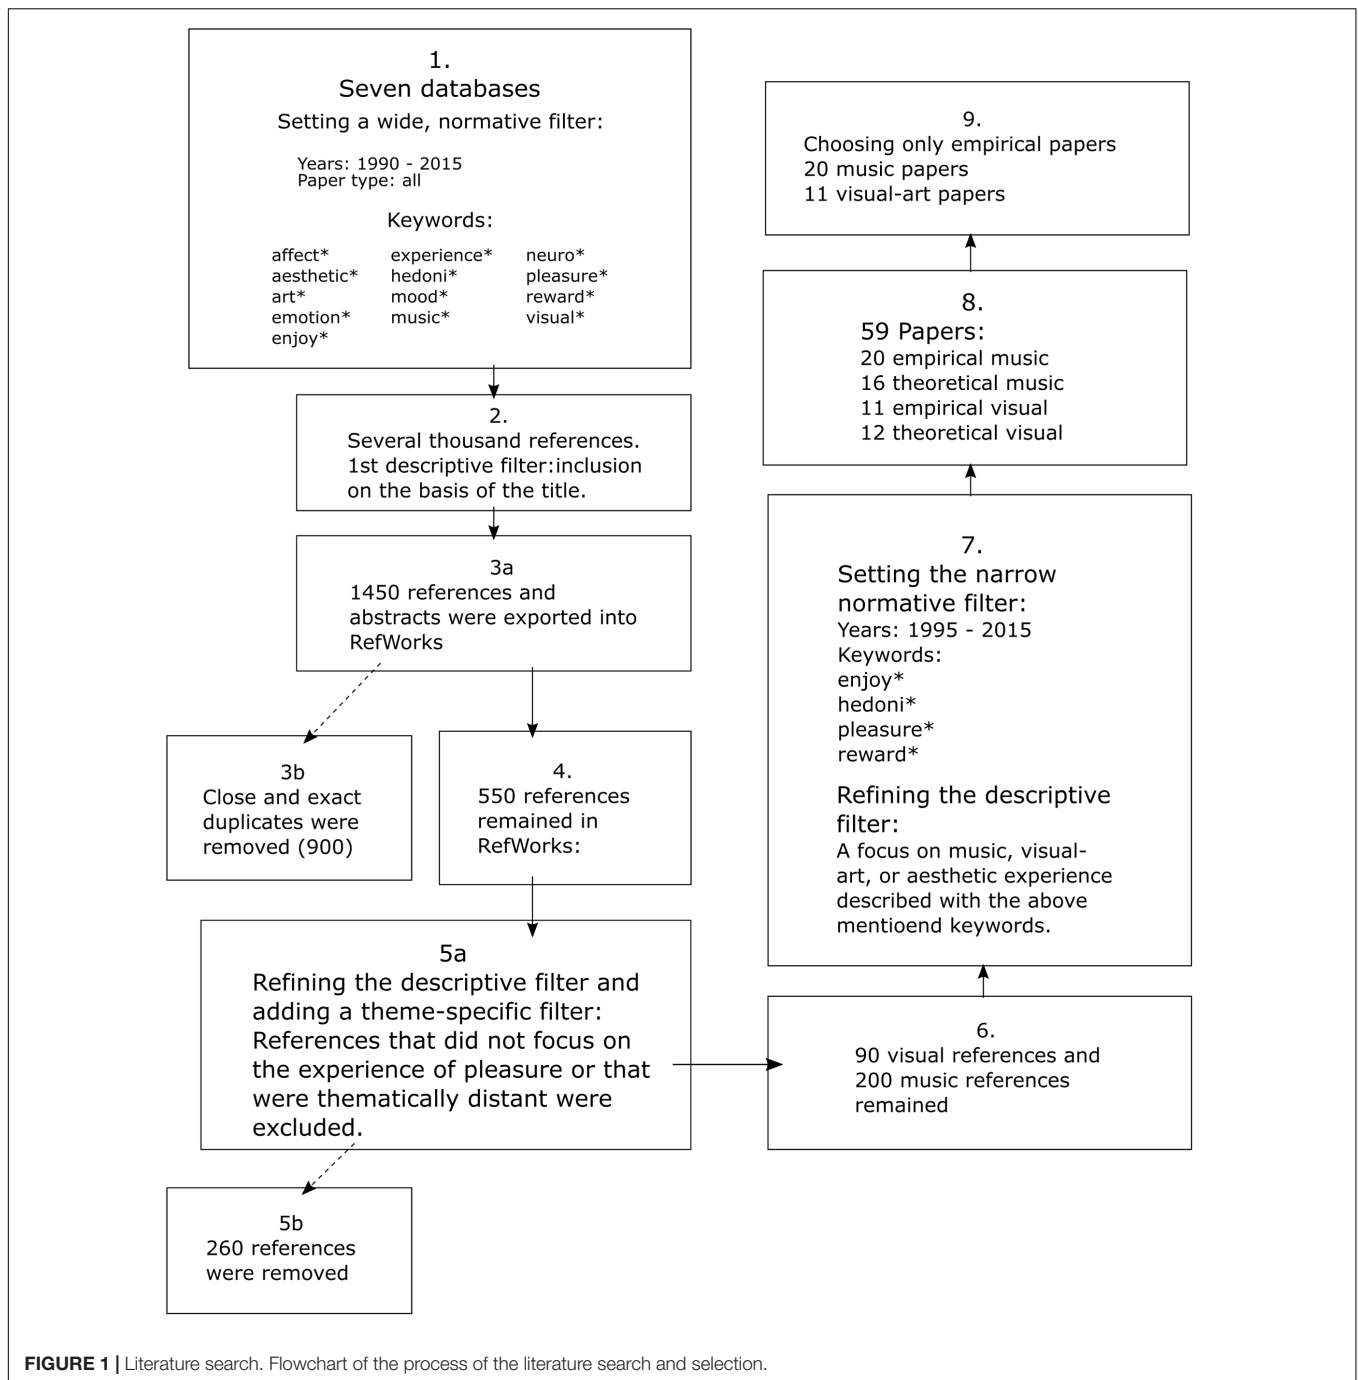 1.
Seven databases
Setting a wide, normative filter:
Years: 1990 - 2015
Paper type: all
Keywords:
affect* experience* neuro*
aesthetic* hedoni* pleasure*
art* mood* reward*
emotion* music* visual*
enjoy*
2.
Several thousand references.
1st descriptive filter:inclusion
on the basis of the title.
3a
1450 references and
abstracts were exported into
RefWorks
3b
Close and exact
duplicates were
removed (900)
4.
550 references
remained in
RefWorks:
5a
Refining the descriptive filter and
adding a theme-specific filter:
References that did not focus on
the experience of pleasure or that
were thematically distant were
excluded.
5b
260 references
were removed
6.
90 visual references and
200 music references
remained
7.
Setting the narrow
normative filter:
Years: 1995 - 2015
Keywords:
enjoy*
hedoni*
pleasure*
reward*
Refining the descriptive
filter:
A focus on music, visual-
art, or aesthetic experience
described with the above
mentioend keywords.
8.
59 Papers:
20 empirical music
16 theoretical music
11 empirical visual
12 theoretical visual
9.
Choosing only empirical papers
20 music papers
11 visual-art papers
FIGURE 1 | Literature search. Flowchart of the process of the literature search and selection.